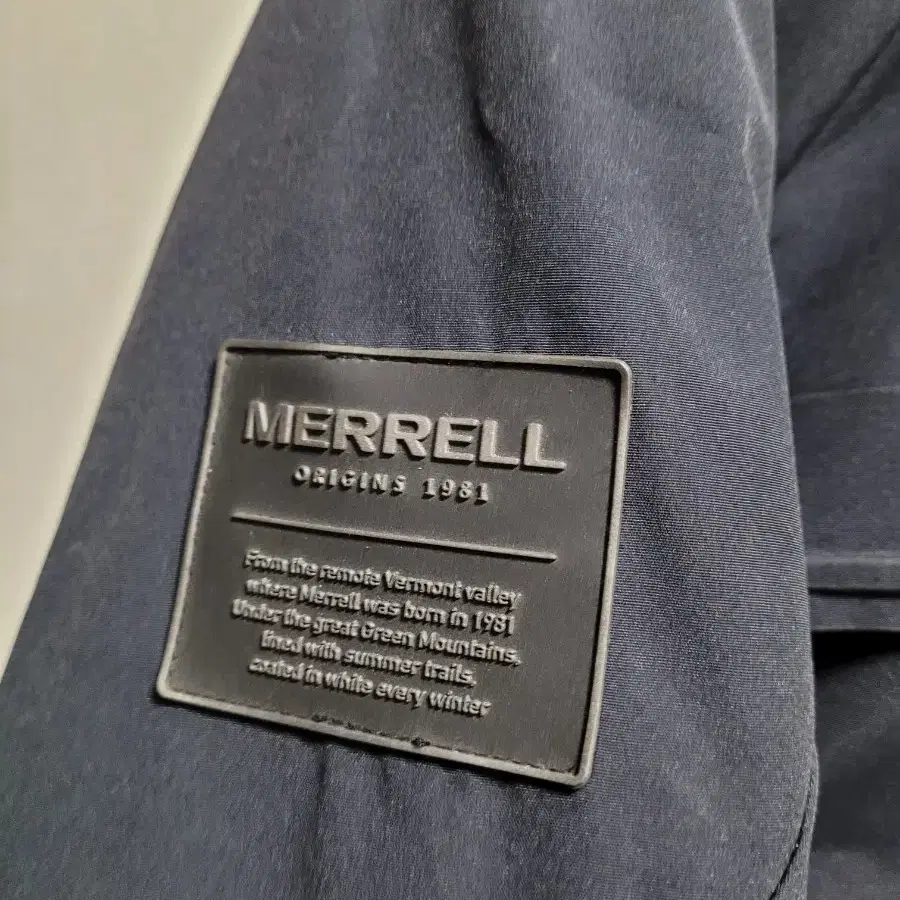 MERRELL
ORIGINS 1981
From the remote Vermont valley
where Merrell was born in 1981
Under the great Green Mountains,
lined with summer trails,
coated in white every winter